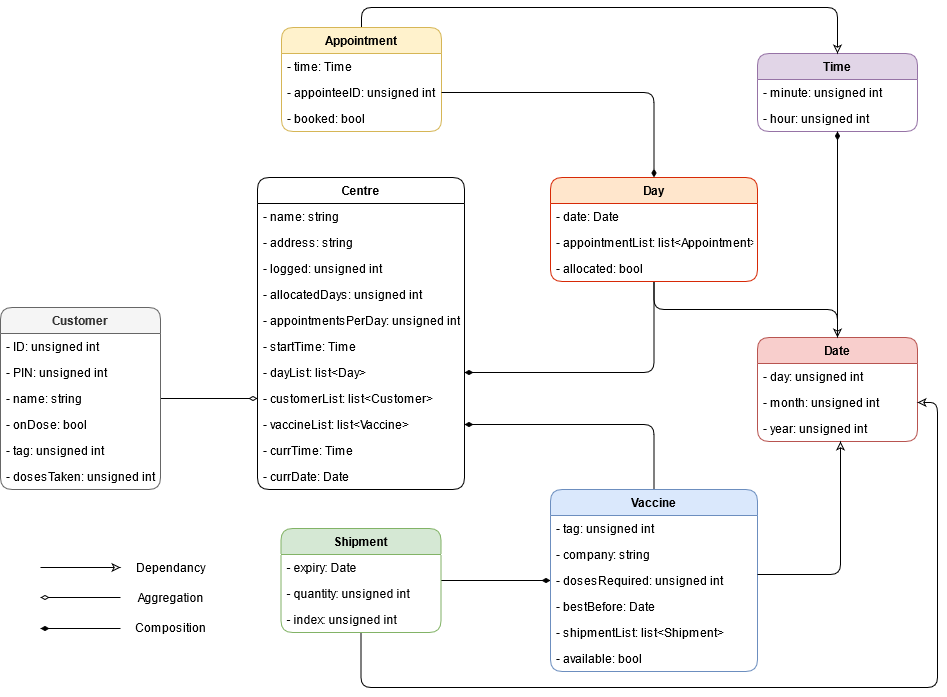 Appointment
- time: Time
- appointeeID: unsigned int
- booked: bool
Time
- minute: unsigned int
- hour: unsigned int
Centre
- name: string
- address: string
- logged: unsigned int
- allocatedDays: unsigned int
- appointmentsPerDay: unsigned int
- startTime: Time
- dayList: list<Day>
- customerList: list<Customer>
- vaccineList: list<Vaccine>
- currTime: Time
- currDate: Date
Day
- date: Date
- appointmentList: list<Appointment>
- allocated: bool
Customer
- ID: unsigned int
- PIN: unsigned int
- name: string
- onDose: bool
- tag: unsigned int
- dosesTaken: unsigned int
Date
- day: unsigned int
- month: unsigned int
- year: unsigned int
Vaccine
- tag: unsigned int
- company: string
- dosesRequired: unsigned int
- bestBefore: Date
- shipmentList: list<Shipment>
- available: bool
Shipment
- expiry: Date
- quantity: unsigned int
- index: unsigned int
Dependancy
Aggregation
Composition